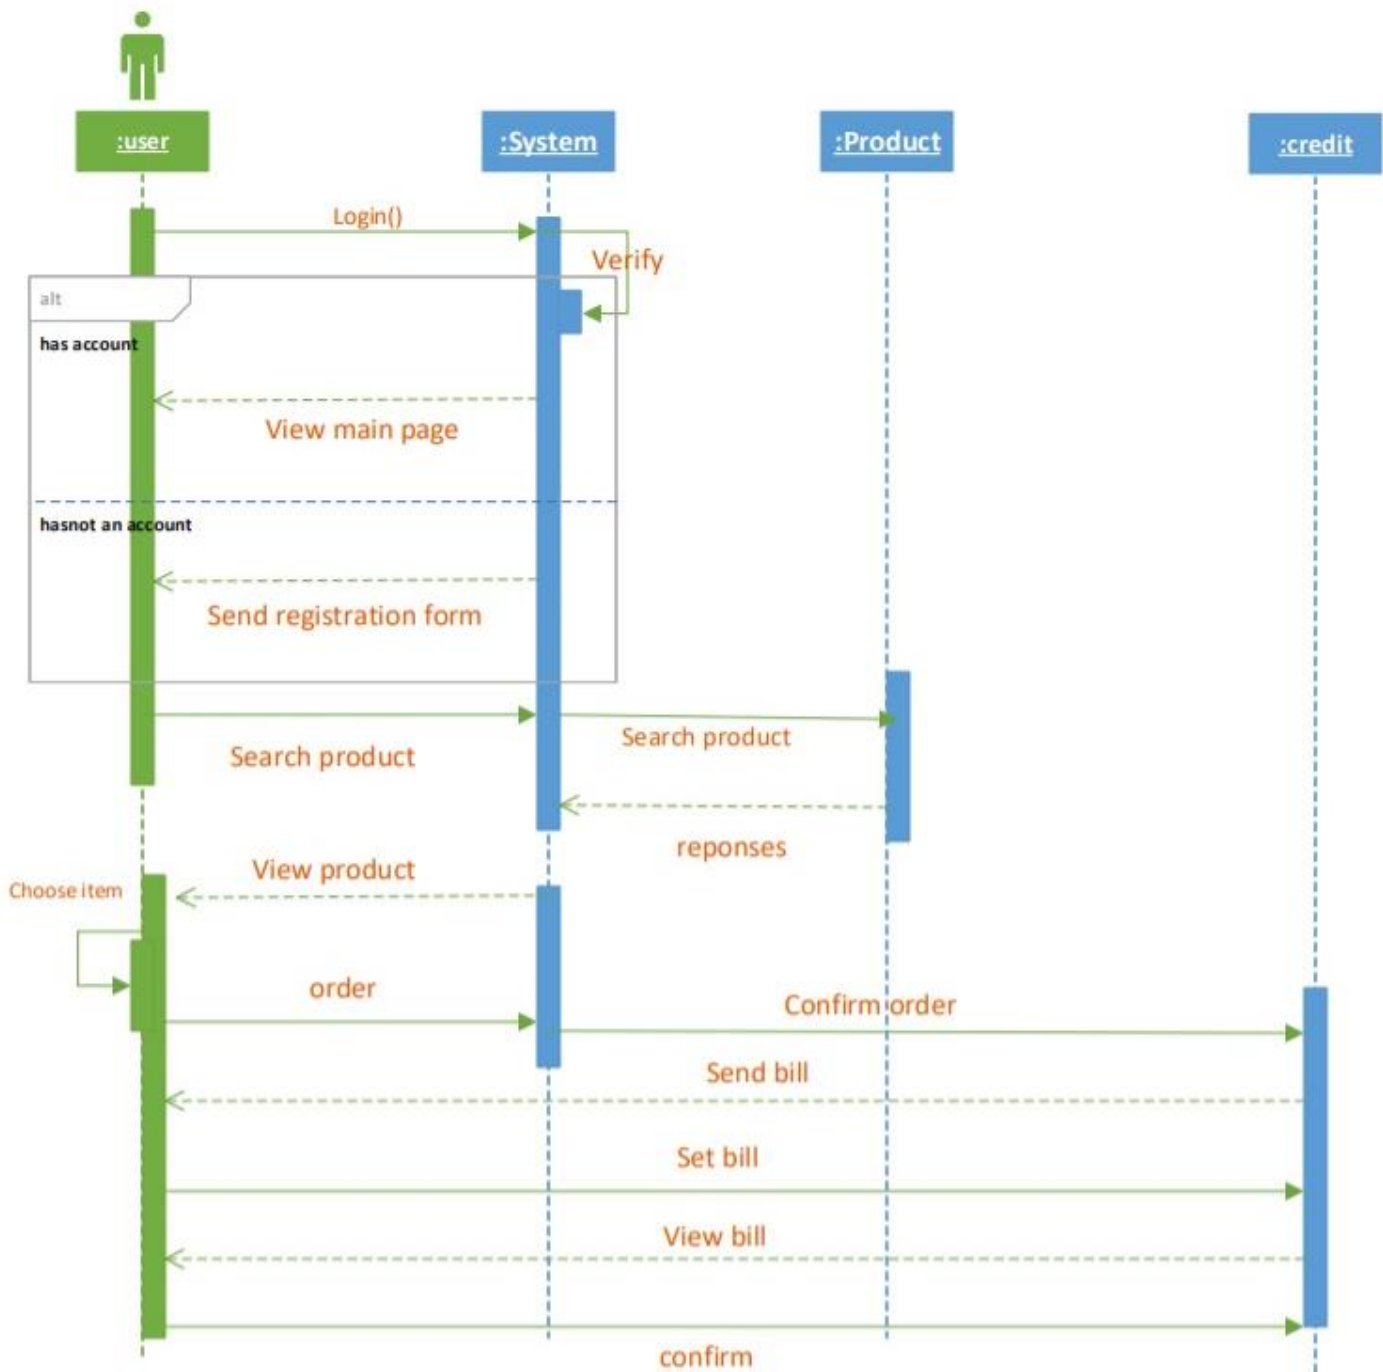 :user
:System
:Product
:credit
Login()
Verify
alt
has account
View main page
hasnot an account
Send registration form
Search product
Search product
reponses
View product
Choose item
order
Confirm order
Send bill
Set bill
View bill
confirm